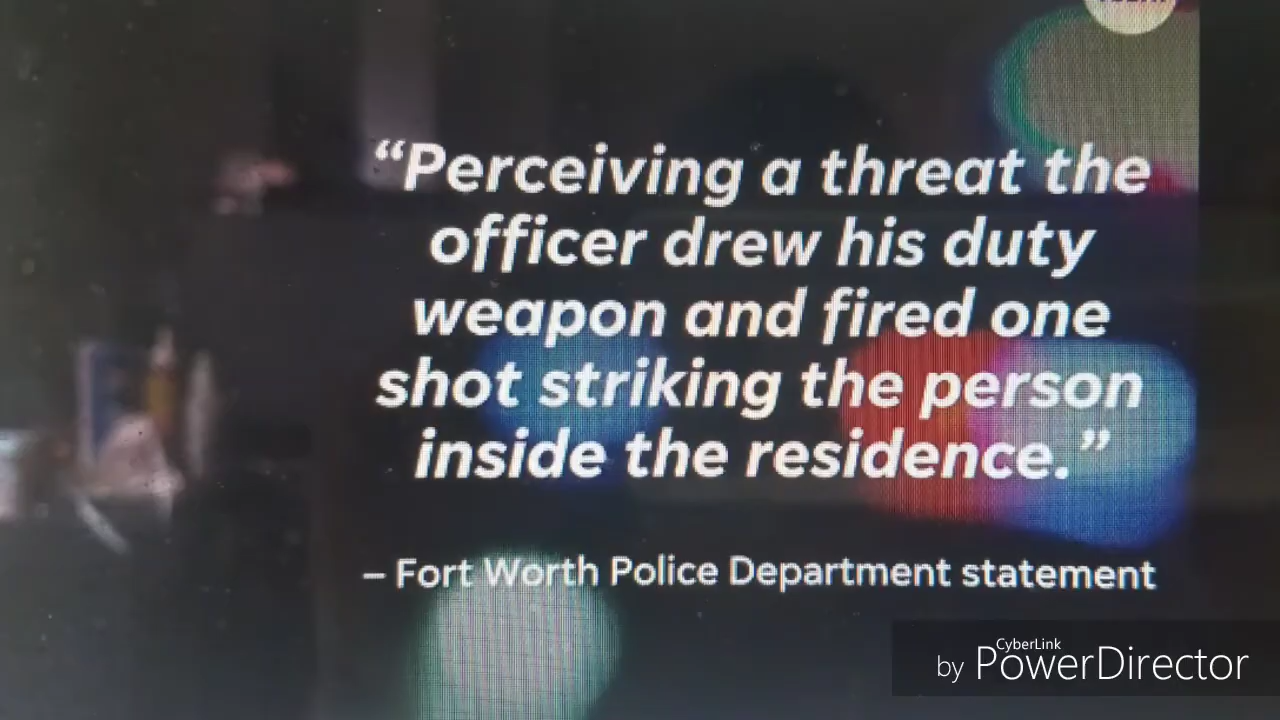 “Perceiving a threat the
officer drew his duty
weapon and fired one
shot striking the person
inside the residence.”
– Fort Worth Police Department statement
CyberLink
by PowerDirector